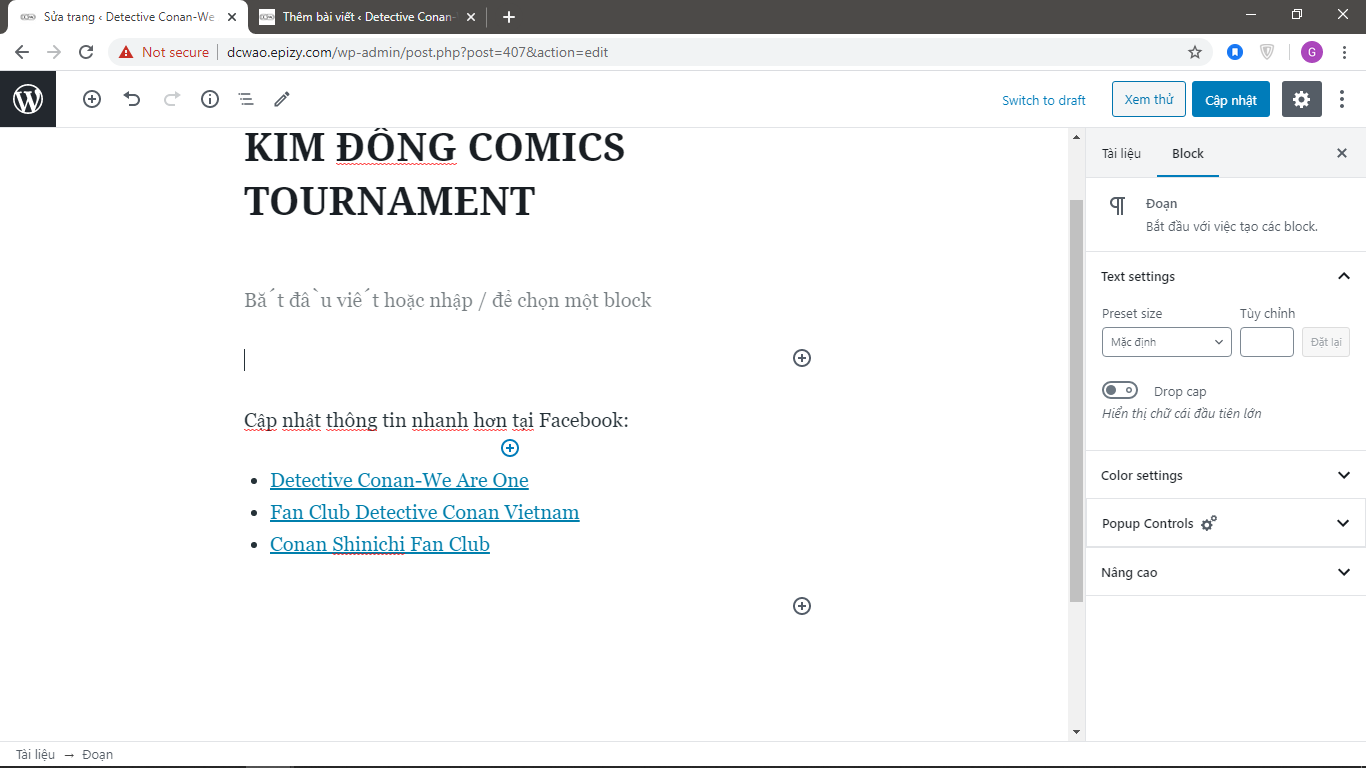 Sửa trang ‹ Detective Conan-We
Thêm bài viết ‹ Detective Conan-
Not secure | dcwao.epizy.com/wp-admin/post.php?post=407&action=edit
G
Switch to draft
Xem thử
Cập nhật
KIM ĐỒNG COMICS
TOURNAMENT
Bắt đầu viết hoặc nhập / để chọn một block
Cập nhật thông tin nhanh hơn tại Facebook:
Detective Conan-We Are One
Fan Club Detective Conan Vietnam
Conan Shinichi Fan Club
Tài liệu
Block
Đoạn
Bắt đầu với việc tạo các block.
Text settings
Preset size
Tùy chỉnh
Mặc định
Đặt lại
Drop cap
Hiển thị chữ cái đầu tiên lớn
Color settings
Popup Controls
Nâng cao
Tài liệu → Đoạn